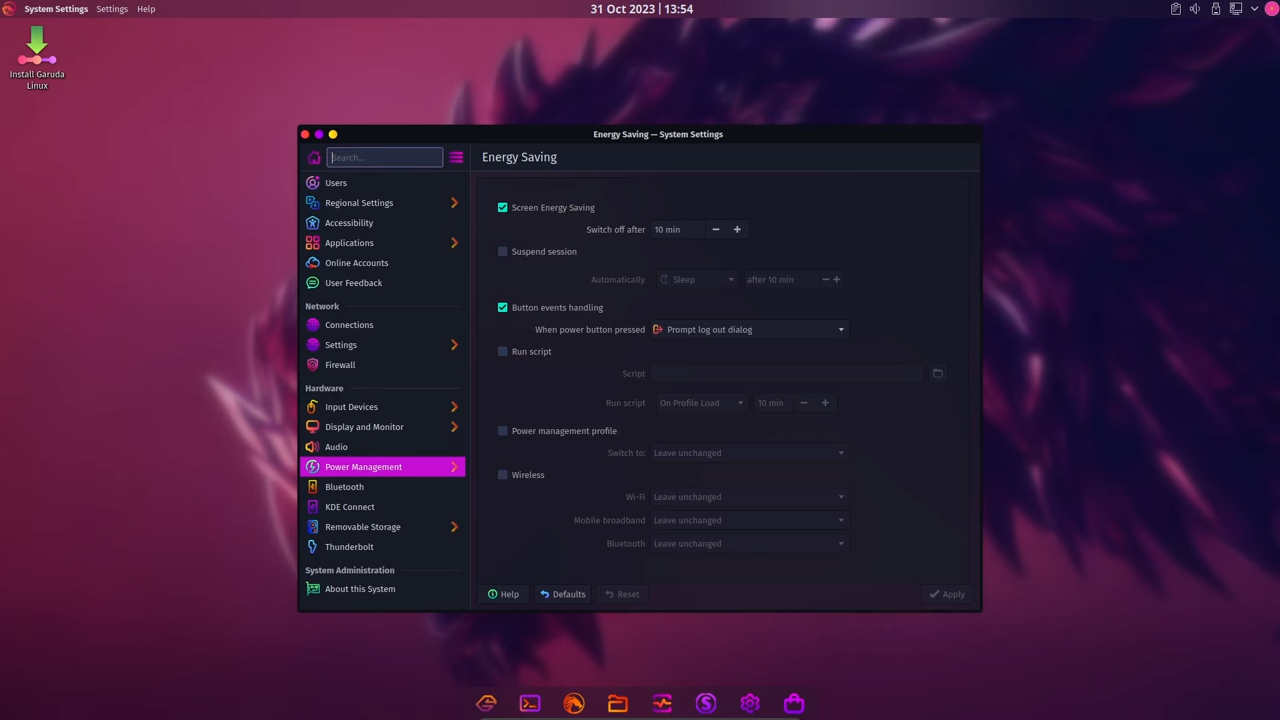 System Settings Settings Help
31 Oct 2023 | 13:54
Install Garuda
Linux
Energy Saving — System Settings
Search...
Energy Saving
Users
Regional Settings
Accessibility
Applications
Online Accounts
User Feedback
Network
Connections
Settings
Firewall
Hardware
Input Devices
Display and Monitor
Audio
Power Management
Bluetooth
KDE Connect
Removable Storage
Thunderbolt
System Administration
About this System
Screen Energy Saving
Switch off after 10 min
Suspend session
Automatically Sleep after 10 min
Button events handling
When power button pressed Prompt log out dialog
Run script
Script
Run script On Profile Load 10 min
Power management profile
Switch to: Leave unchanged
Wireless
Wi-Fi Leave unchanged
Mobile broadband Leave unchanged
Bluetooth Leave unchanged
Help Defaults Reset Apply